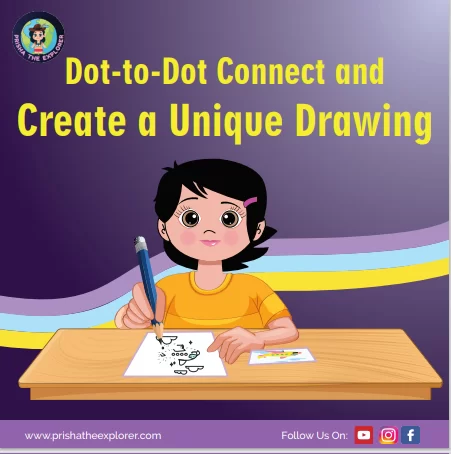 PRISHA THE EXPLORER
Dot-to-Dot Connect and
Create a Unique Drawing
www.prishatheexplorer.com
Follow Us On: